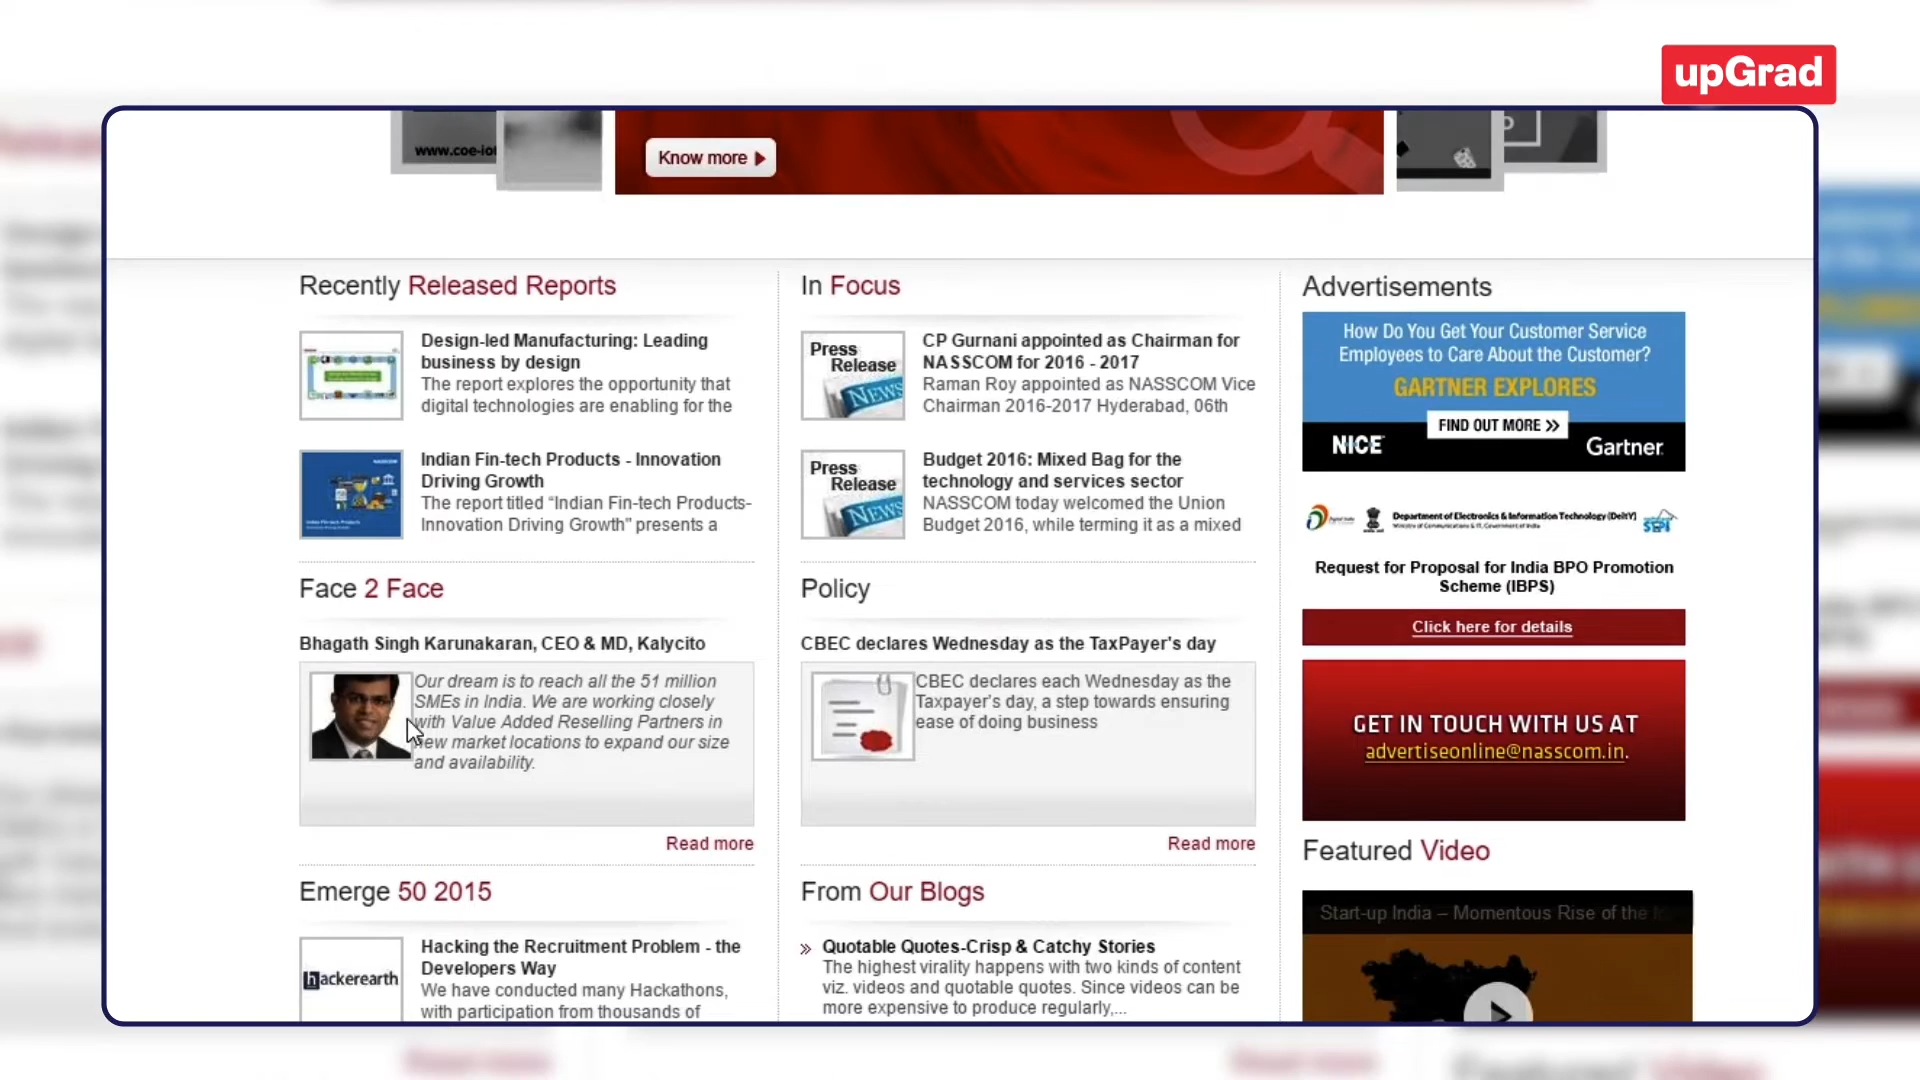 upGrad
www.coe-iot
Know more
Recently Released Reports
Design-led Manufacturing: Leading
business by design
The report explores the opportunity that
digital technologies are enabling for the
Indian Fin-tech Products - Innovation
Driving Growth
The report titled “Indian Fin-tech Products-
Innovation Driving Growth” presents a
Face 2 Face
Bhagath Singh Karunakaran, CEO & MD, Kalycito
Our dream is to reach all the 51 million
SMEs in India. We are working closely
with Value Added Reselling Partners in
new market locations to expand our size
and availability.
Read more
Emerge 50 2015
hackerearth
Hacking the Recruitment Problem - the
Developers Way
We have conducted many Hackathons,
with participation from thousands of
In Focus
Press
Release
NEWS
CP Gurnani appointed as Chairman for
NASSCOM for 2016 - 2017
Raman Roy appointed as NASSCOM Vice
Chairman 2016-2017 Hyderabad, 06th
Press
Release
NEWS
Budget 2016: Mixed Bag for the
technology and services sector
NASSCOM today welcomed the Union
Budget 2016, while terming it as a mixed
Policy
CBEC declares Wednesday as the TaxPayer's day
CBEC declares each Wednesday as the
Taxpayer's day, a step towards ensuring
ease of doing business
Read more
From Our Blogs
Quotable Quotes-Crisp & Catchy Stories
The highest virality happens with two kinds of content
viz. videos and quotable quotes. Since videos can be
more expensive to produce regularly,...
Advertisements
How Do You Get Your Customer Service
Employees to Care About the Customer?
GARTNER EXPLORES
FIND OUT MORE
NICE
Gartner
Department of Electronics & Information Technology (DeitY)
Ministry of Communications & IT, Government of India
Request for Proposal for India BPO Promotion
Scheme (IBPS)
Click here for details
GET IN TOUCH WITH US AT
advertiseonline@nasscom.in.
Featured Video
Start-up India – Momentous Rise of the I...